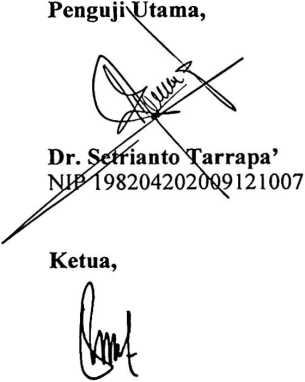 Penguji Utama,
Dr. Setrianto Tarrapa’
NIP 198204202009121007
Ketua,